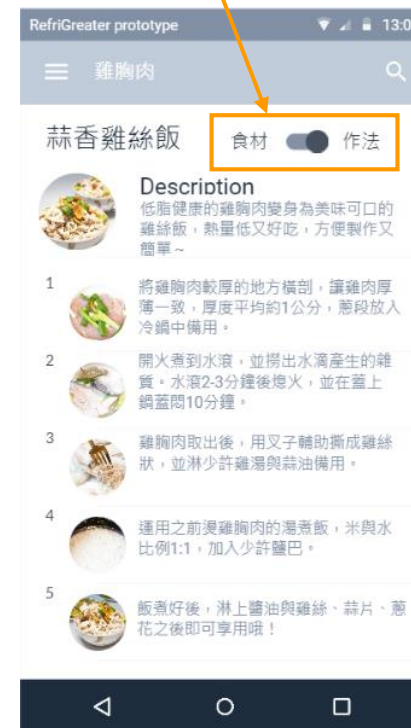 RefriGreater prototype 13:0
雞胸肉
蒜香雞絲飯 食材 作法
Description
低脂健康的雞胸肉變身為美味可口的
雞絲飯，熱量低又好吃，方便製作又
簡單~
1 將雞胸肉較厚的地方橫剖，讓雞肉厚
薄一致，厚度平均約1公分，蔥段放入
冷鍋中備用。
2 開火煮到水滾，並撈出水滴產生的雜
質。水滾2-3分鐘後熄火，並在蓋上
鍋蓋悶10分鐘。
3 雞胸肉取出後，用叉子輔助撕成雞絲
狀，並淋少許雞湯與蒜油備用。
4 運用之前燙雞胸肉的湯煮飯，米與水
比例1:1，加入少許鹽巴。
5 飯煮好後，淋上醬油與雞絲、蒜片、蔥
花之後即可享用哦！